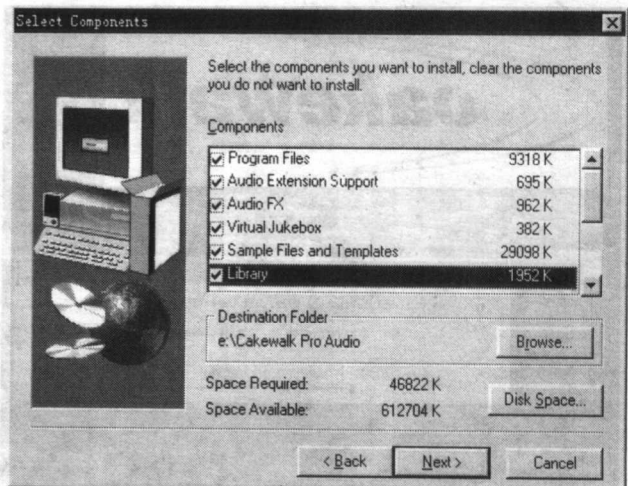 Select Components
Select the components you want to install, clear the components
you do not want to install.
Components
Program Files 9318 K
Audio Extension Support 695 K
Audio FX 962 K
Virtual Jukebox 382 K
Sample Files and Templates 29098 K
Library 1952 K
Destination Folder
e:\Cakewalk Pro Audio
Browse...
Space Required: 46822 K
Space Available: 612704 K
Disk Space...
< Back
Next >
Cancel